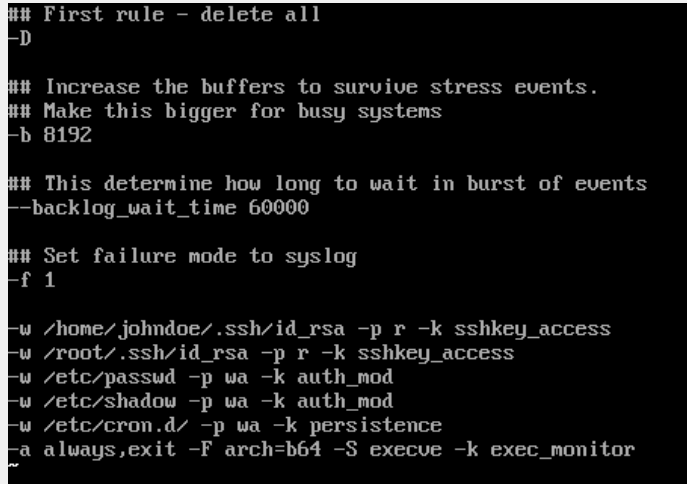 ## First rule - delete all
-D
## Increase the buffers to survive stress events.
## Make this bigger for busy systems
-b 8192
## This determine how long to wait in burst of events
--backlog_wait_time 60000
## Set failure mode to syslog
-f 1
-w /home/johndoe/.ssh/id_rsa -p r -k sshkey_access
-w /root/.ssh/id_rsa -p r -k sshkey_access
-w /etc/passwd -p wa -k auth_mod
-w /etc/shadow -p wa -k auth_mod
-w /etc/cron.d/ -p wa -k persistence
-a always,exit -F arch=b64 -S execve -k exec_monitor
~